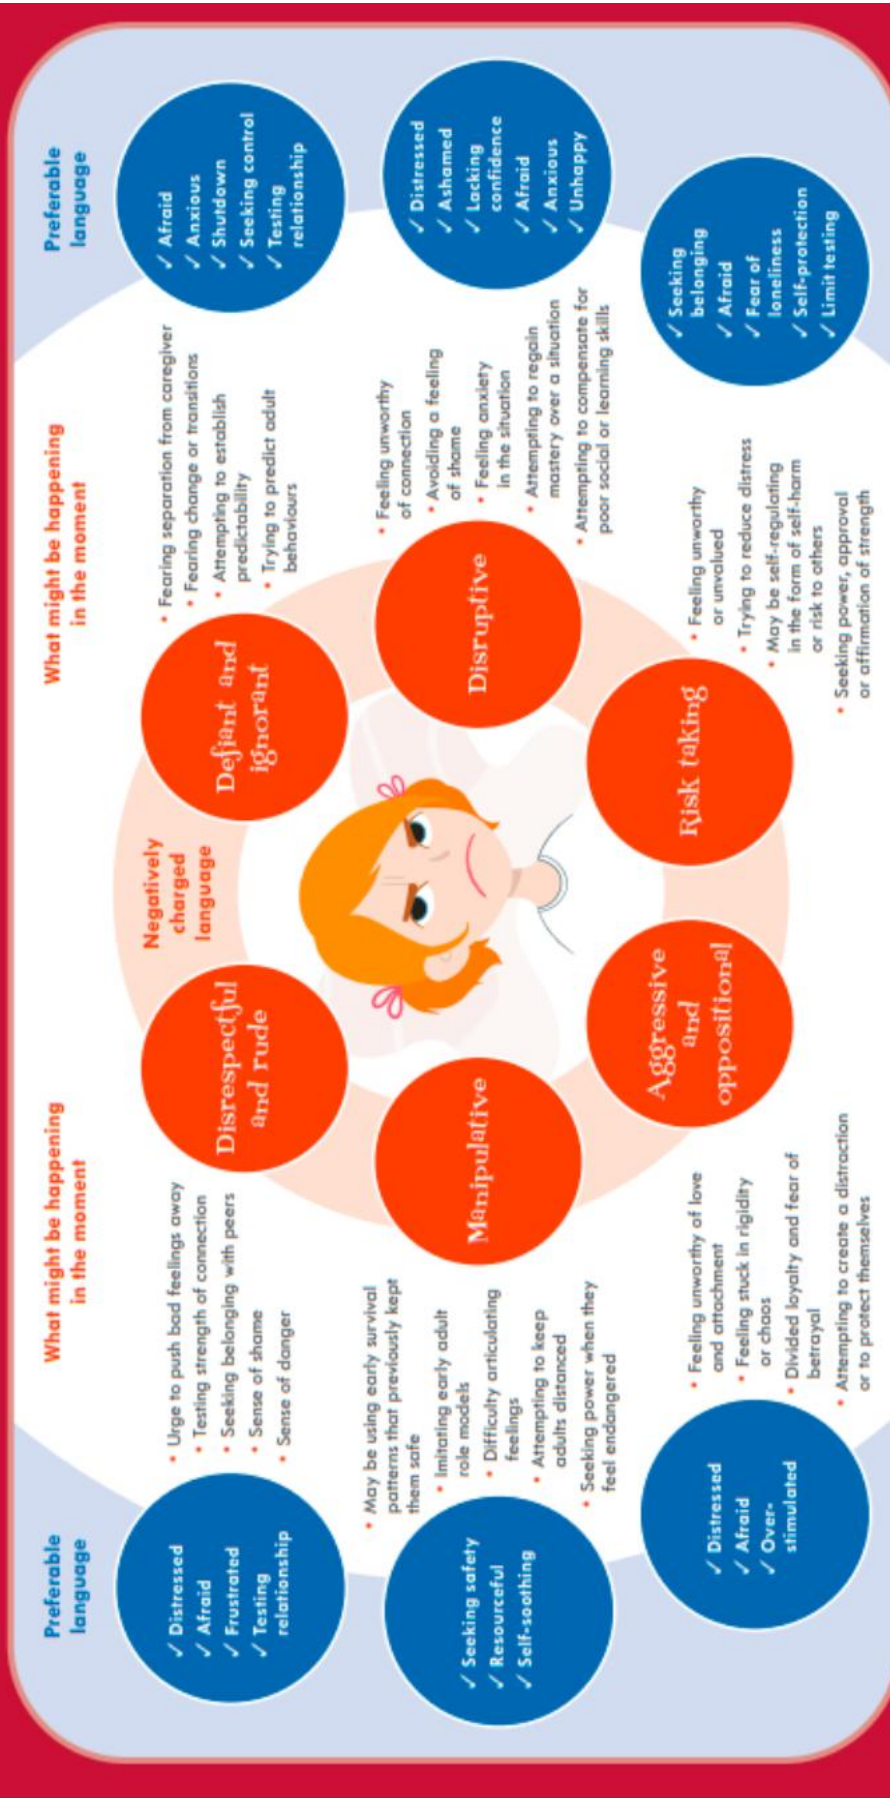 Preferable
language
What might be happening
in the moment
Negatively
charged
language
What might be happening
in the moment
Preferable
language
✓ Distressed
✓ Afraid
✓ Frustrated
✓ Testing
relationship
• Urge to push bad feelings away
• Testing strength of connection
• Seeking belonging with peers
• Sense of shame
• Sense of danger
Disrespectful
and rude
Defiant and
ignorant
• Fearing separation from caregiver
• Fearing change or transitions
• Attempting to establish
predictability
• Trying to predict adult
behaviours
✓ Afraid
✓ Anxious
✓ Shutdown
✓ Seeking control
✓ Testing
relationship
✓ Seeking safety
✓ Resourceful
✓ Self-soothing
• May be using early survival
patterns that previously kept
them safe
• Imitating early adult
role models
• Difficulty articulating
feelings
• Attempting to keep
adults distanced
• Seeking power when they
feel endangered
Manipulative
Disruptive
• Feeling unworthy
of connection
• Avoiding a feeling
of shame
• Feeling anxiety
in the situation
• Attempting to regain
mastery over a situation
• Attempting to compensate for
poor social or learning skills
✓ Distressed
✓ Ashamed
✓ Lacking
confidence
✓ Afraid
✓ Anxious
✓ Unhappy
✓ Distressed
✓ Afraid
✓ Over-
stimulated
• Feeling unworthy of love
and attachment
• Feeling stuck in rigidity
or chaos
• Divided loyalty and fear of
betrayal
• Attempting to create a distraction
or to protect themselves
Aggressive
and
oppositional
Risk taking
• Feeling unworthy
or unvalued
• Trying to reduce distress
• May be self-regulating
in the form of self-harm
or risk to others
• Seeking power, approval
or affirmation of strength
✓ Seeking
belonging
✓ Afraid
✓ Fear of
loneliness
✓ Self-protection
✓ Limit testing